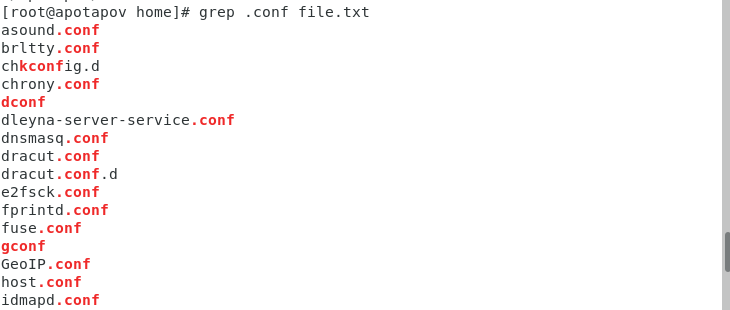 [root@apotapov home]# grep .conf file.txt
asound.conf
brltty.conf
chkconfig.d
chrony.conf
dconf
dleyna-server-service.conf
dnsmasq.conf
dracut.conf
dracut.conf.d
e2fsck.conf
fprintd.conf
fuse.conf
gconf
GeoIP.conf
host.conf
idmapd.conf